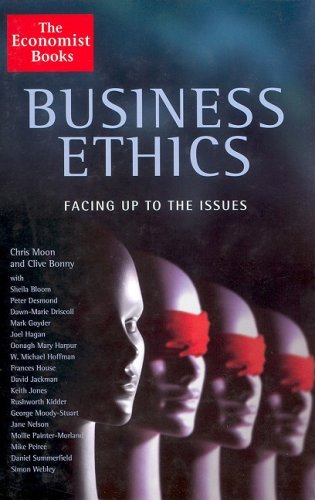 The
Economist
Books
BUSINESS
ETHICS
FACING UP TO THE ISSUES
Chris Moon
and Clive Bonny
with
Sheila Bloom
Peter Desmond
Dawn-Marie Driscoll
Mark Goyder
Joel Hagan
Oonagh Mary Harpur
W. Michael Hoffman
Frances House
David Jackman
Keith Jones
Rushworth Kidder
George Moody-Stuart
Jane Nelson
Mollie Painter-Morland
Mike Peirce
Daniel Summerfield
Simon Webley